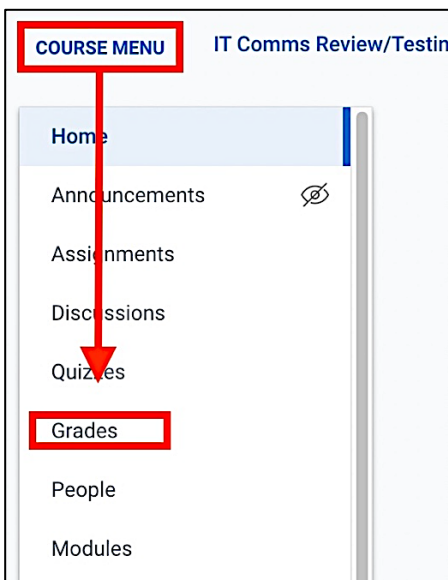 COURSE MENU IT Comms Review/Testin
Home
Announcements
Assignments
Discussions
Quizzes
Grades
People
Modules